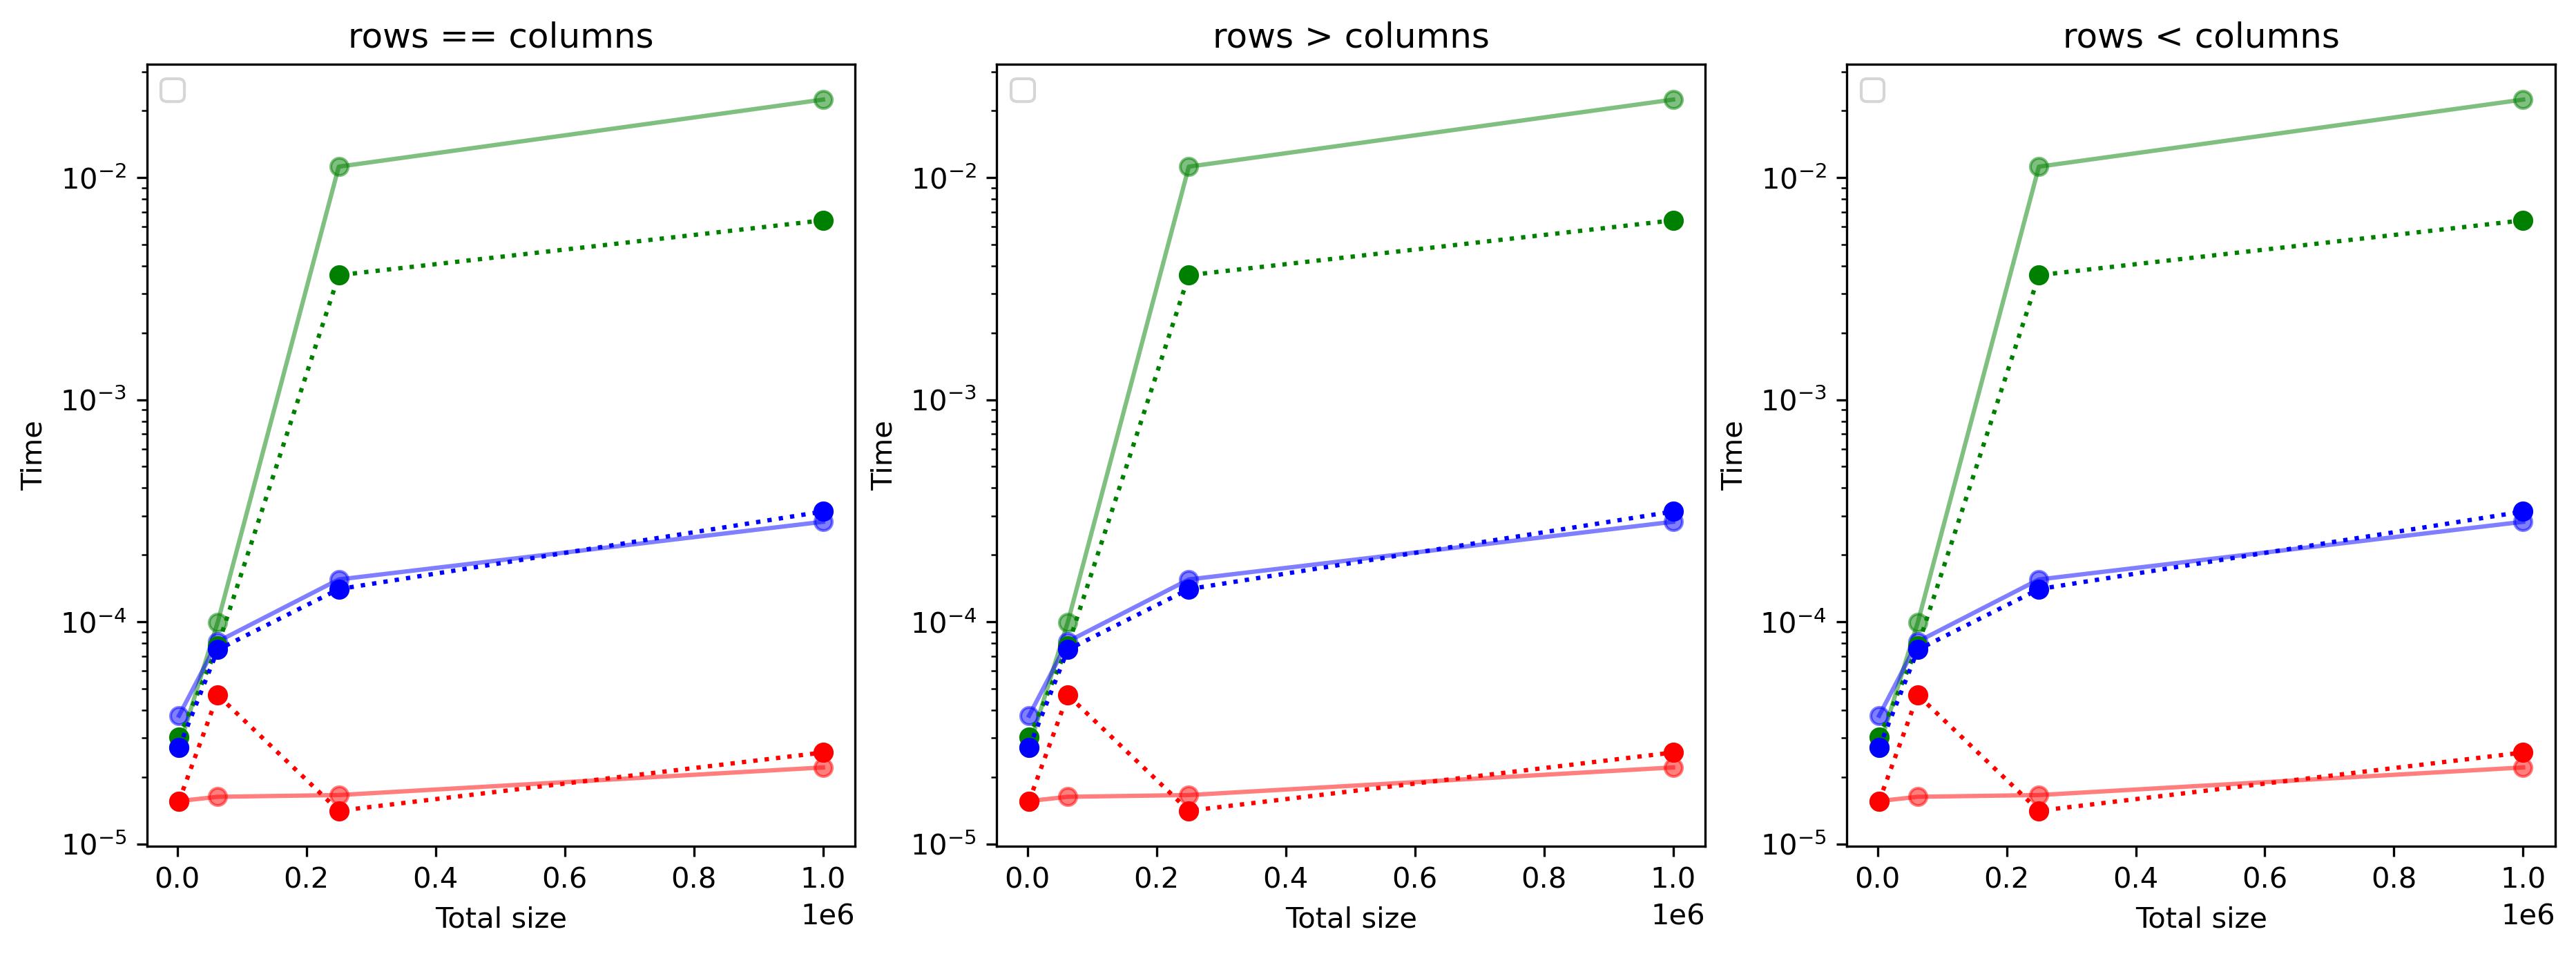 rows == columns
rows > columns
rows < columns
Time
10⁻²
10⁻³
10⁻⁴
10⁻⁵
0.0 0.2 0.4 0.6 0.8 1.0
1e6
Total size
Time
10⁻²
10⁻³
10⁻⁴
10⁻⁵
0.0 0.2 0.4 0.6 0.8 1.0
1e6
Total size
Time
10⁻²
10⁻³
10⁻⁴
10⁻⁵
0.0 0.2 0.4 0.6 0.8 1.0
1e6
Total size